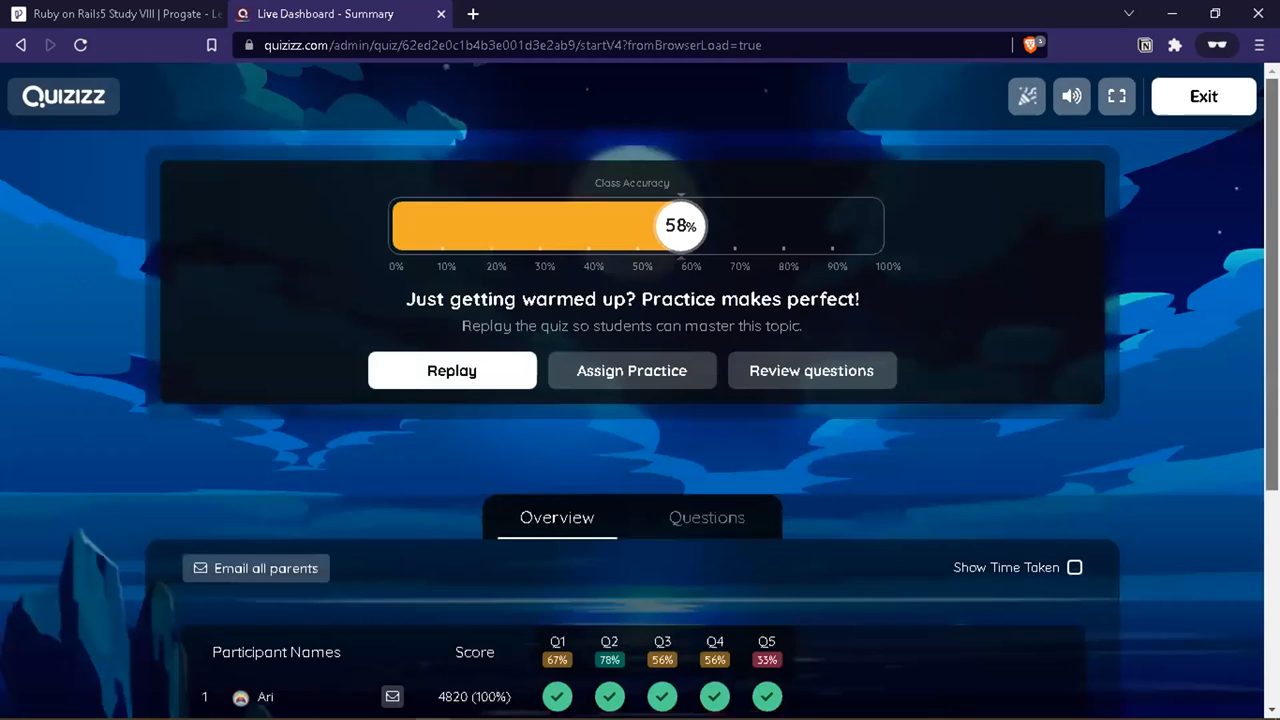 Ruby on Rails5 Study VIII | Progate - Le
Live Dashboard - Summary
quizizz.com/admin/quiz/62ed2e0c1b4b3e001d3e2ab9/startV4?fromBrowserLoad=true
3
Quizizz
Exit
Class Accuracy
58%
0% 10% 20% 30% 40% 50% 60% 70% 80% 90% 100%
Just getting warmed up? Practice makes perfect!
Replay the quiz so students can master this topic.
Replay Assign Practice Review questions
Overview Questions
Email all parents Show Time Taken
Participant Names Score Q1 Q2 Q3 Q4 Q5
67% 78% 56% 56% 33%
1 Ari 4820 (100%)